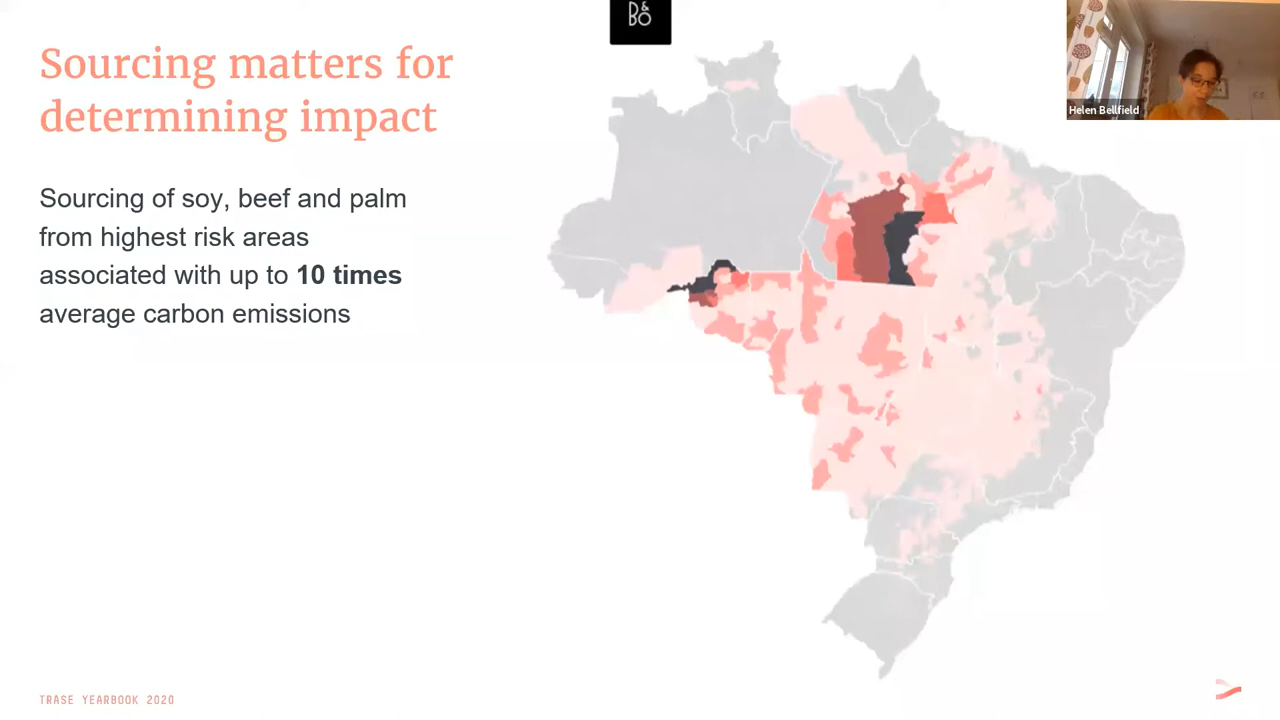 Sourcing matters for
determining impact
Sourcing of soy, beef and palm
from highest risk areas
associated with up to 10 times
average carbon emissions
B&
BO
Helen Bellfield
TRASE YEARBOOK 2020